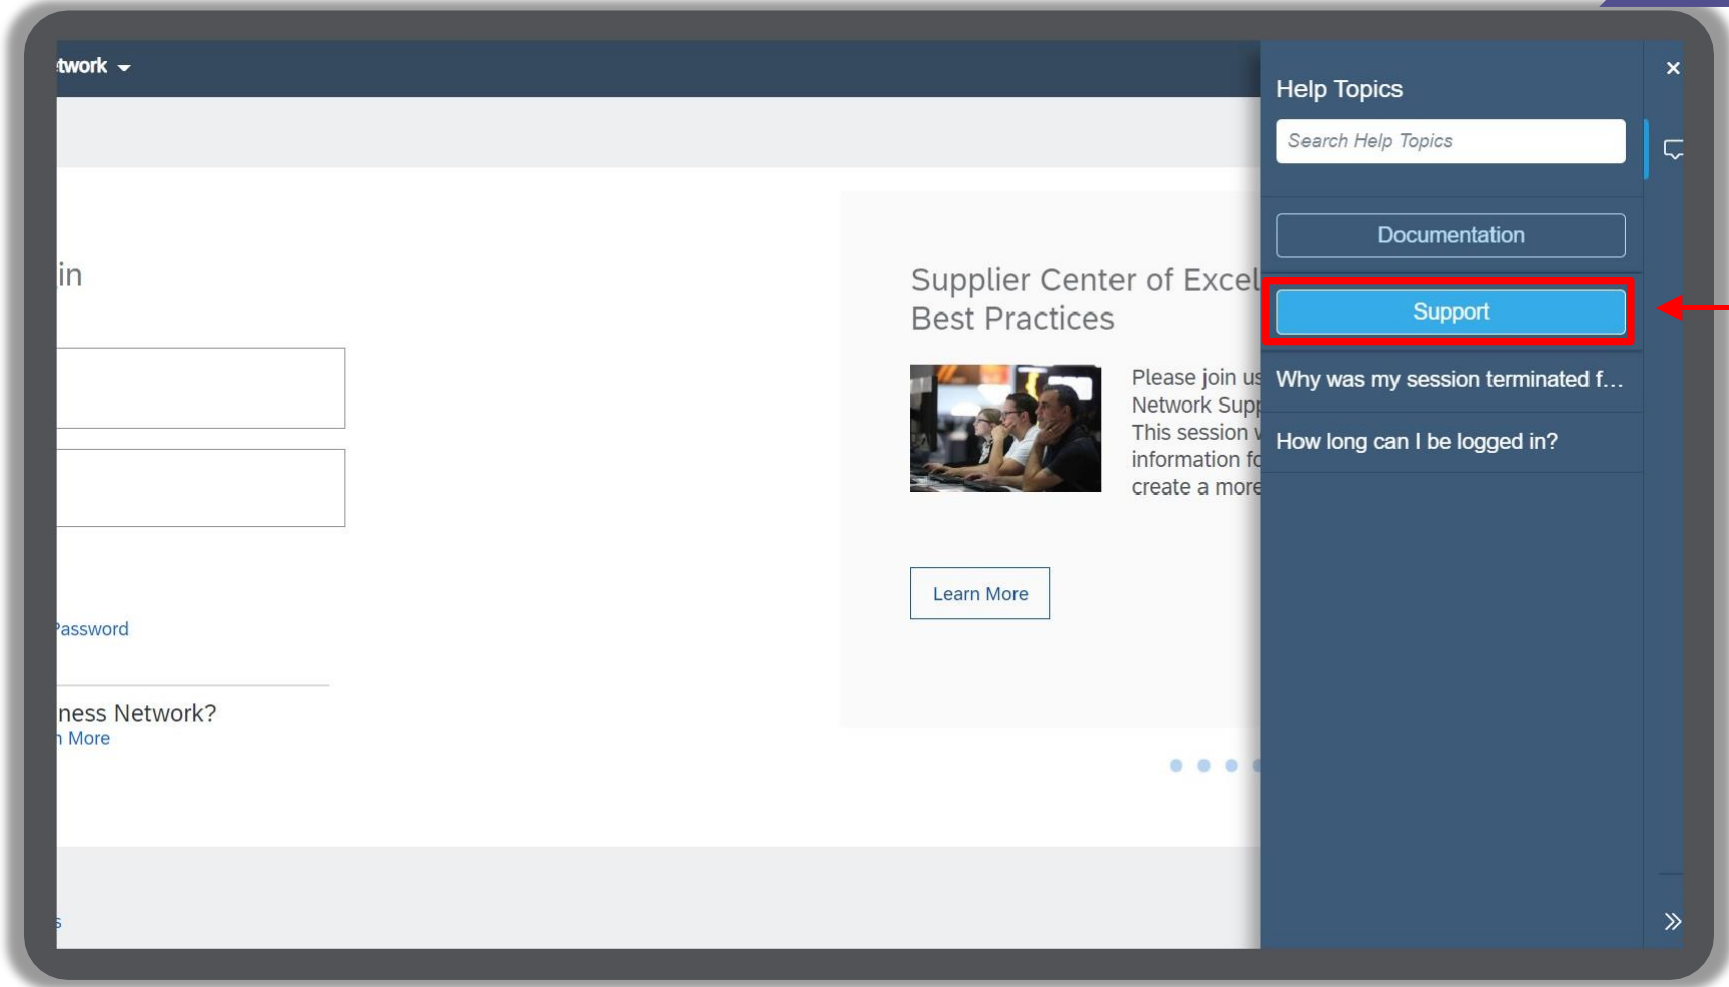 twork
Help Topics
Search Help Topics
Documentation
Support
Why was my session terminated f...
How long can I be logged in?
in
Supplier Center of Excel
Best Practices
Please join us
Network Supp
This session w
information fo
create a more
Learn More
Password
ness Network?
n More
s